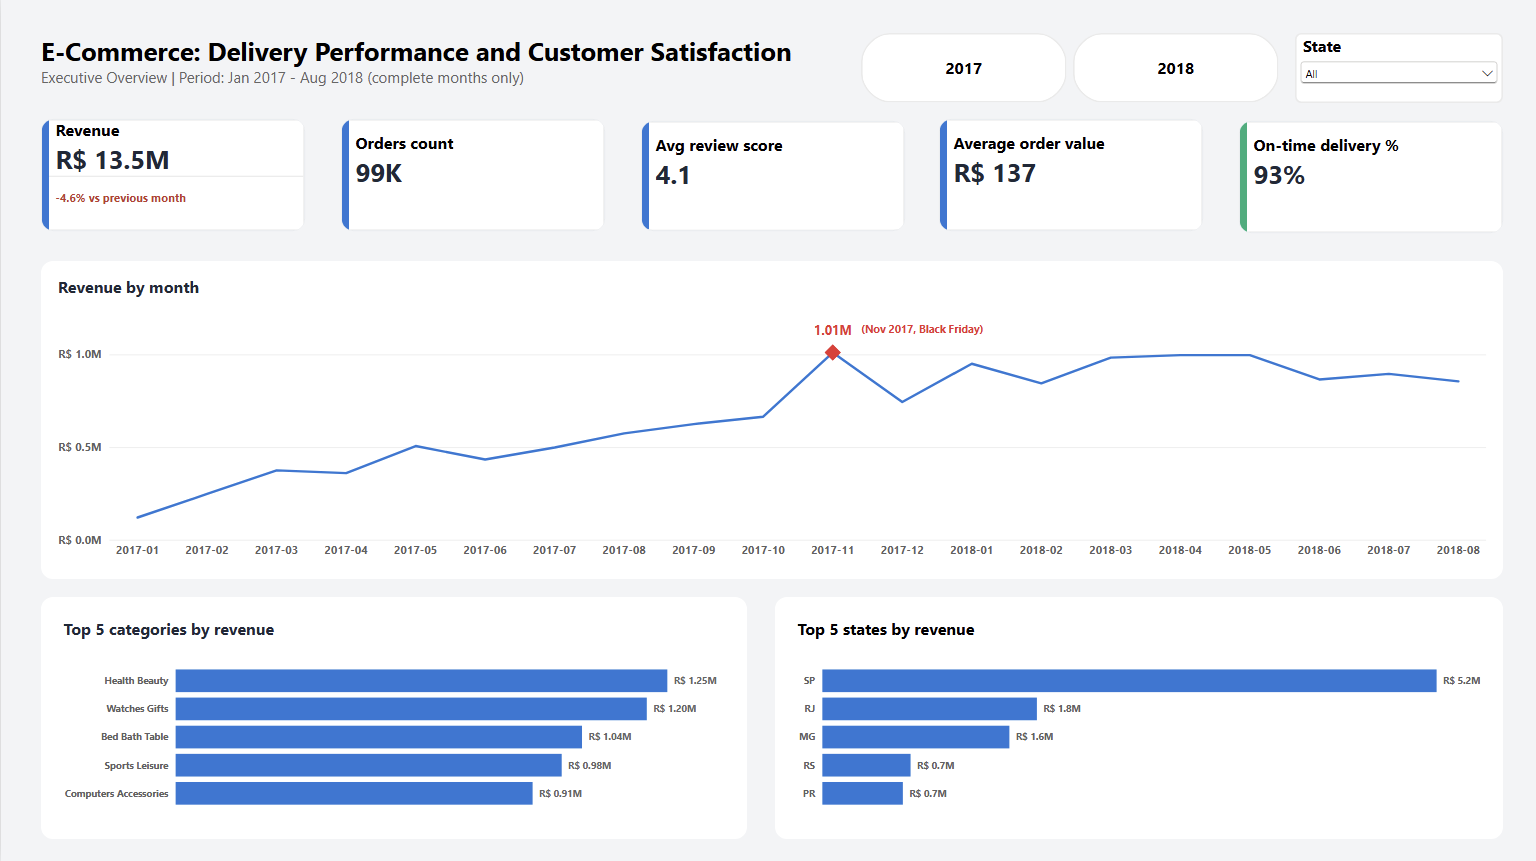 E-Commerce: Delivery Performance and Customer Satisfaction
Executive Overview | Period: Jan 2017 - Aug 2018 (complete months only)
2017
2018
State
All
Revenue
R$ 13.5M
-4.6% vs previous month
Orders count
99K
Avg review score
4.1
Average order value
R$ 137
On-time delivery %
93%
Revenue by month
1.01M (Nov 2017, Black Friday)
R$ 1.0M
R$ 0.5M
R$ 0.0M
2017-01 2017-02 2017-03 2017-04 2017-05 2017-06 2017-07 2017-08 2017-09 2017-10 2017-11 2017-12 2018-01 2018-02 2018-03 2018-04 2018-05 2018-06 2018-07 2018-08
Top 5 categories by revenue
Health Beauty R$ 1.25M
Watches Gifts R$ 1.20M
Bed Bath Table R$ 1.04M
Sports Leisure R$ 0.98M
Computers Accessories R$ 0.91M
Top 5 states by revenue
SP R$ 5.2M
RJ R$ 1.8M
MG R$ 1.6M
RS R$ 0.7M
PR R$ 0.7M